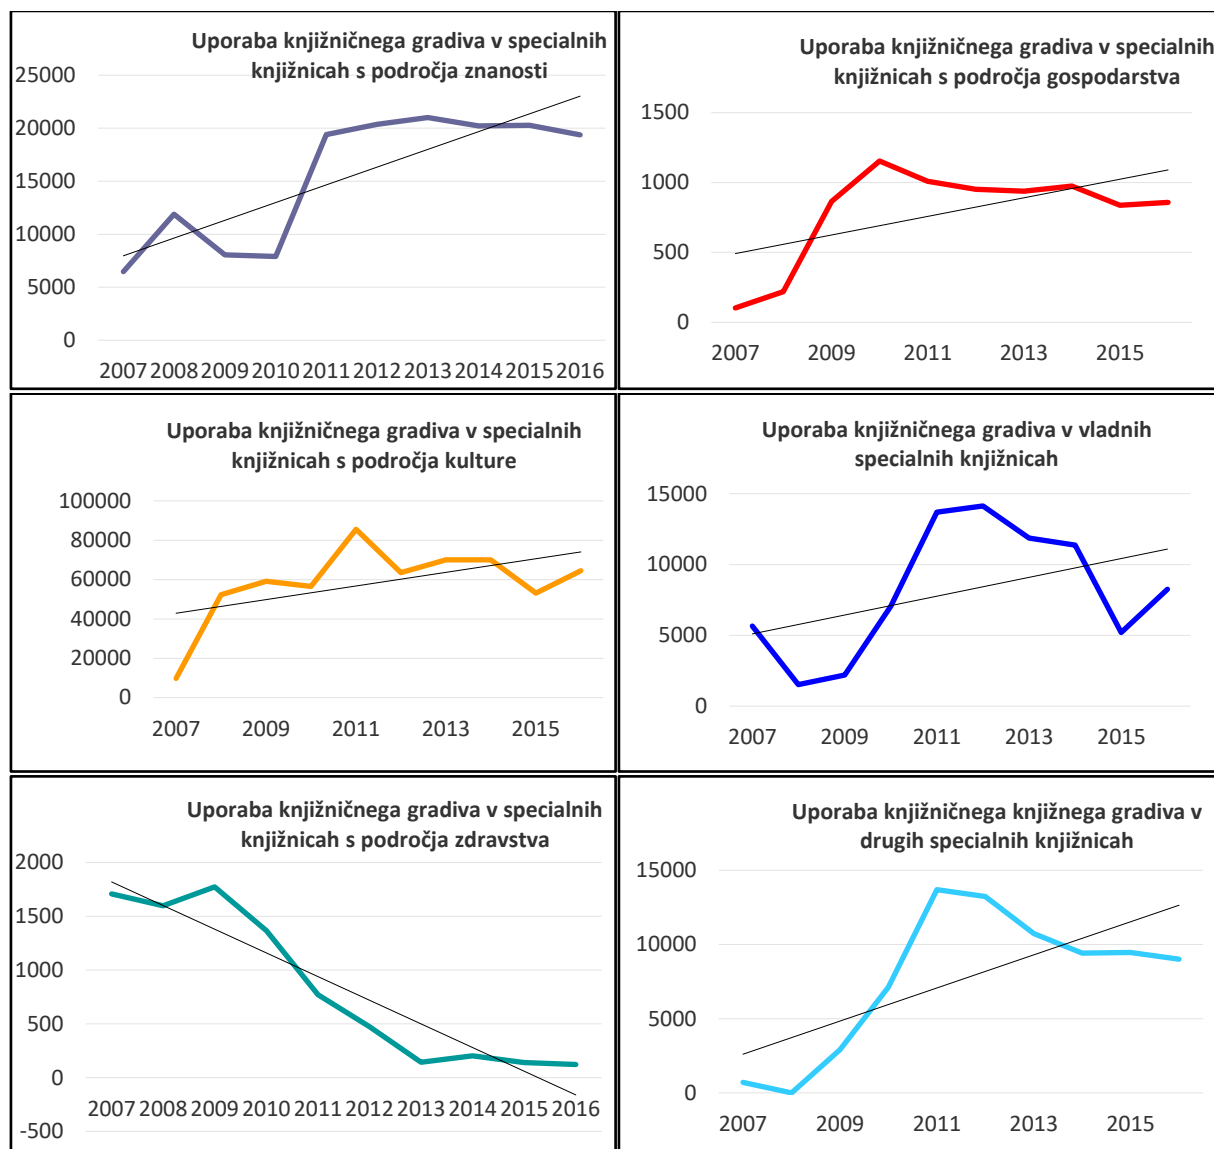 Uporaba knjižničnega gradiva v specialnih
knjižnicah s področja znanosti
25000
20000
15000
10000
5000
0
2007 2008 2009 2010 2011 2012 2013 2014 2015 2016
Uporaba knjižničnega gradiva v specialnih
knjižnicah s področja gospodarstva
1500
1000
500
0
2007 2009 2011 2013 2015
Uporaba knjižničnega gradiva v specialnih
knjižnicah s področja kulture
100000
80000
60000
40000
20000
0
2007 2009 2011 2013 2015
Uporaba knjižničnega gradiva v vladnih
specialnih knjižnicah
15000
10000
5000
0
2007 2009 2011 2013 2015
Uporaba knjižničnega gradiva v specialnih
knjižnicah s področja zdravstva
2000
1500
1000
500
0
2007 2008 2009 2010 2011 2012 2013 2014 2015 2016
-500
Uporaba knjižničnega knjižnega gradiva v
drugih specialnih knjižnicah
15000
10000
5000
0
2007 2009 2011 2013 2015